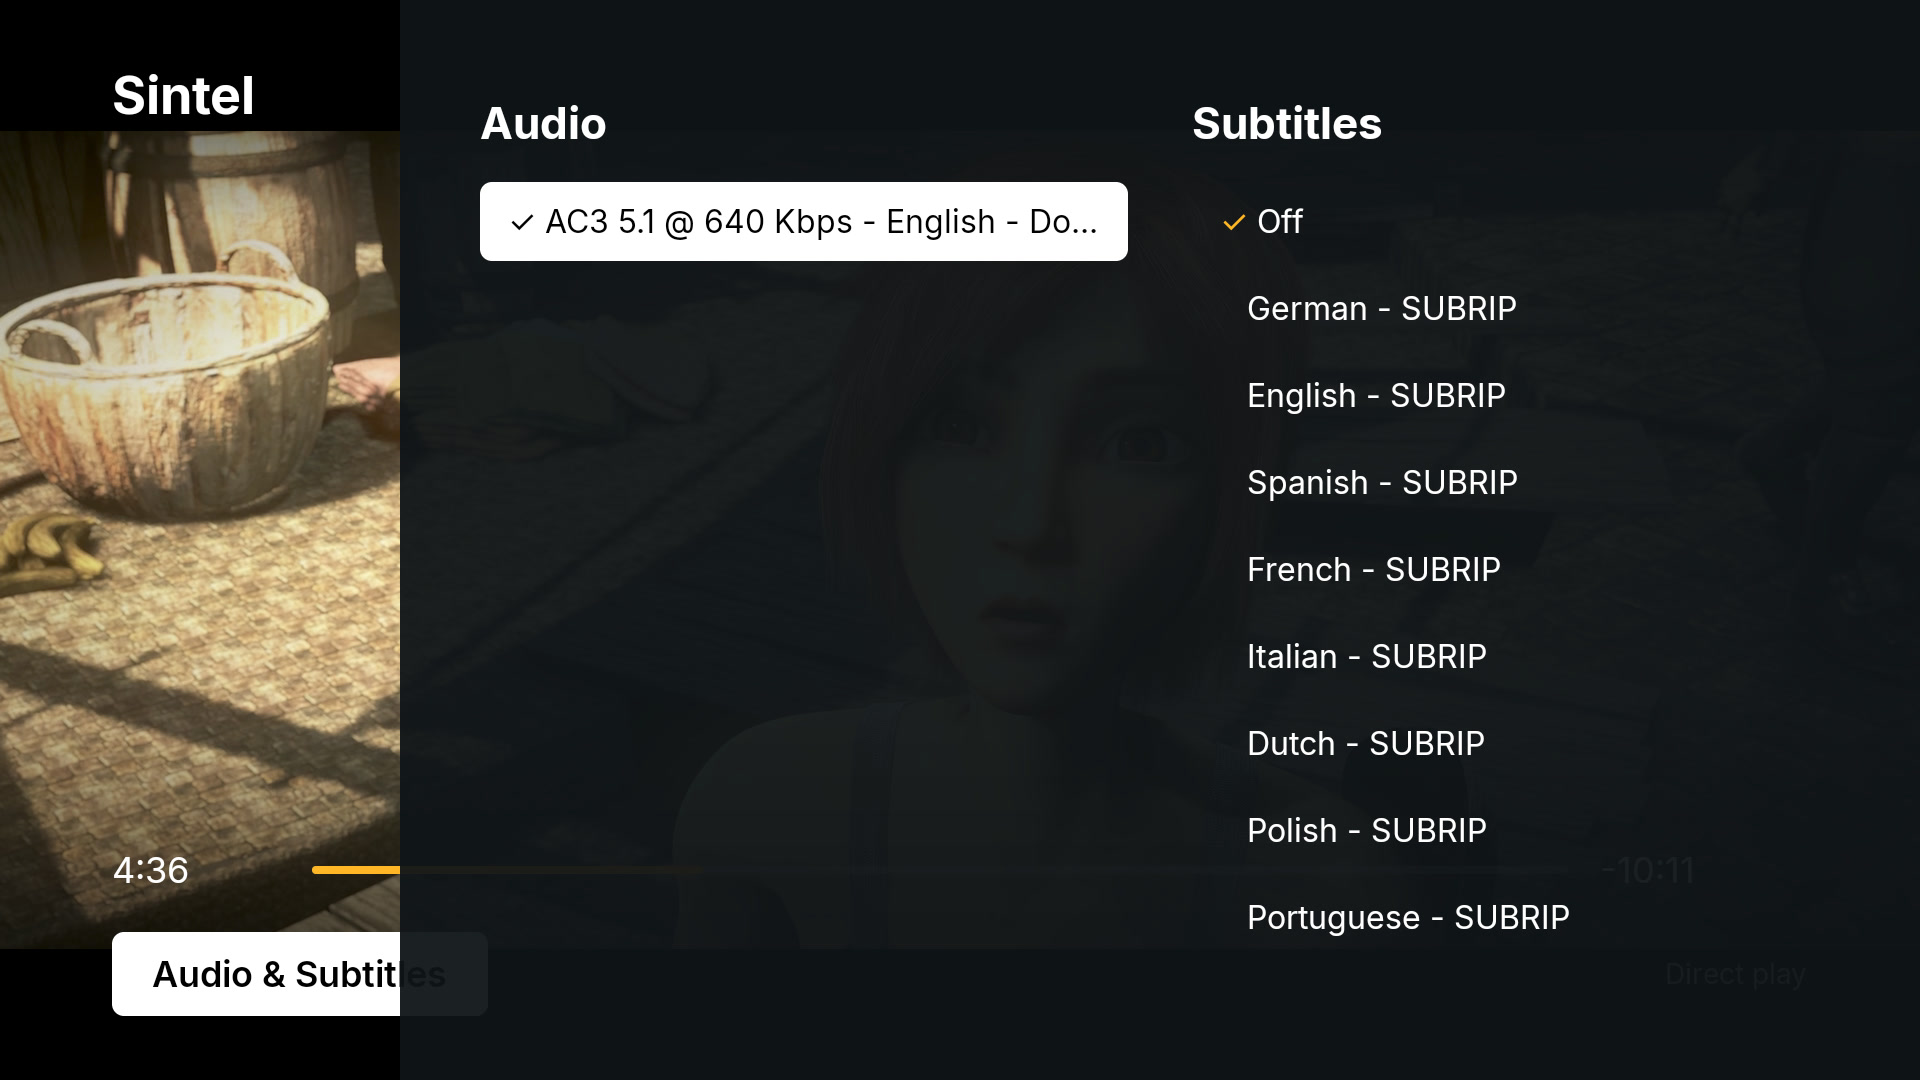 Sintel
Audio
✓ AC3 5.1 @ 640 Kbps - English - Do...
Subtitles
✓ Off
German - SUBRIP
English - SUBRIP
Spanish - SUBRIP
French - SUBRIP
Italian - SUBRIP
Dutch - SUBRIP
Polish - SUBRIP
Portuguese - SUBRIP
4:36
-10:11
Audio & Subtitles
Direct play